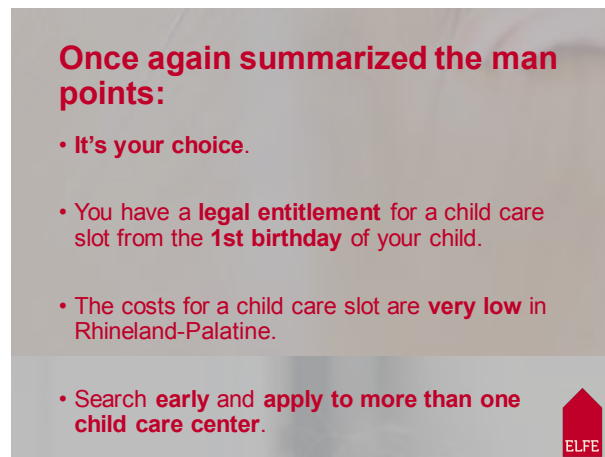 Once again summarized the man
points:
• It's your choice.
• You have a legal entitlement for a child care
slot from the 1st birthday of your child.
• The costs for a child care slot are very low in
Rhineland-Palatine.
• Search early and apply to more than one
child care center.
ELFE